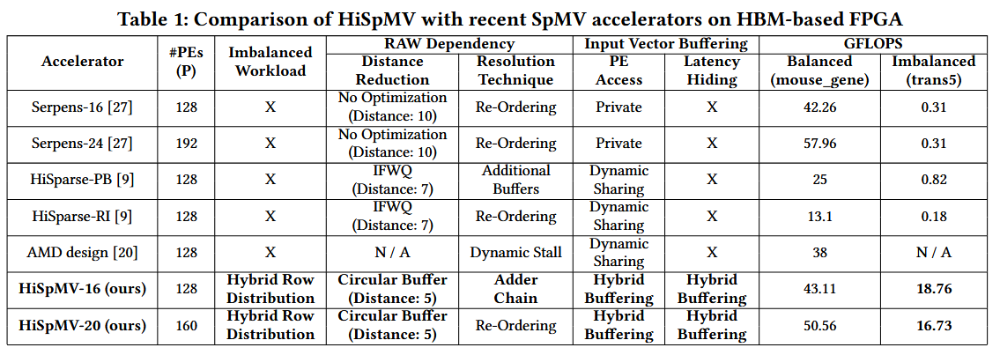 Table 1: Comparison of HiSpMV with recent SpMV accelerators on HBM-based FPGA
Accelerator | #PEs (P) | Imbalanced Workload | RAW Dependency | Input Vector Buffering | GFLOPS
Distance Reduction | Resolution Technique | PE Access | Latency Hiding | Balanced (mouse_gene) | Imbalanced (trans5)
Serpens-16 [27] | 128 | X | No Optimization (Distance: 10) | Re-Ordering | Private | X | 42.26 | 0.31
Serpens-24 [27] | 192 | X | No Optimization (Distance: 10) | Re-Ordering | Private | X | 57.96 | 0.31
HiSparse-PB [9] | 128 | X | IFWQ (Distance: 7) | Additional Buffers | Dynamic Sharing | X | 25 | 0.82
HiSparse-RI [9] | 128 | X | IFWQ (Distance: 7) | Re-Ordering | Dynamic Sharing | X | 13.1 | 0.18
AMD design [20] | 128 | X | N / A | Dynamic Stall | Dynamic Sharing | X | 38 | N / A
HiSpMV-16 (ours) | 128 | Hybrid Row Distribution | Circular Buffer (Distance: 5) | Adder Chain | Hybrid Buffering | Hybrid Buffering | 43.11 | 18.76
HiSpMV-20 (ours) | 160 | Hybrid Row Distribution | Circular Buffer (Distance: 5) | Re-Ordering | Hybrid Buffering | Hybrid Buffering | 50.56 | 16.73